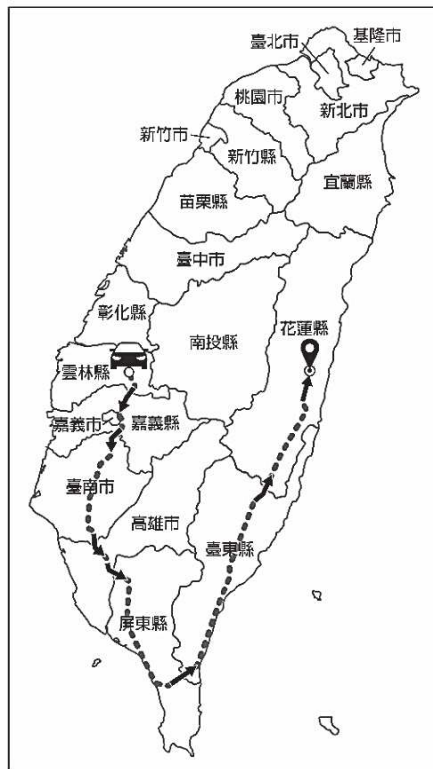 基隆市
臺北市
桃園市
新北市
新竹市
新竹縣
宜蘭縣
苗栗縣
臺中市
彰化縣
南投縣
花蓮縣
雲林縣
嘉義市
嘉義縣
臺南市
高雄市
臺東縣
屏東縣